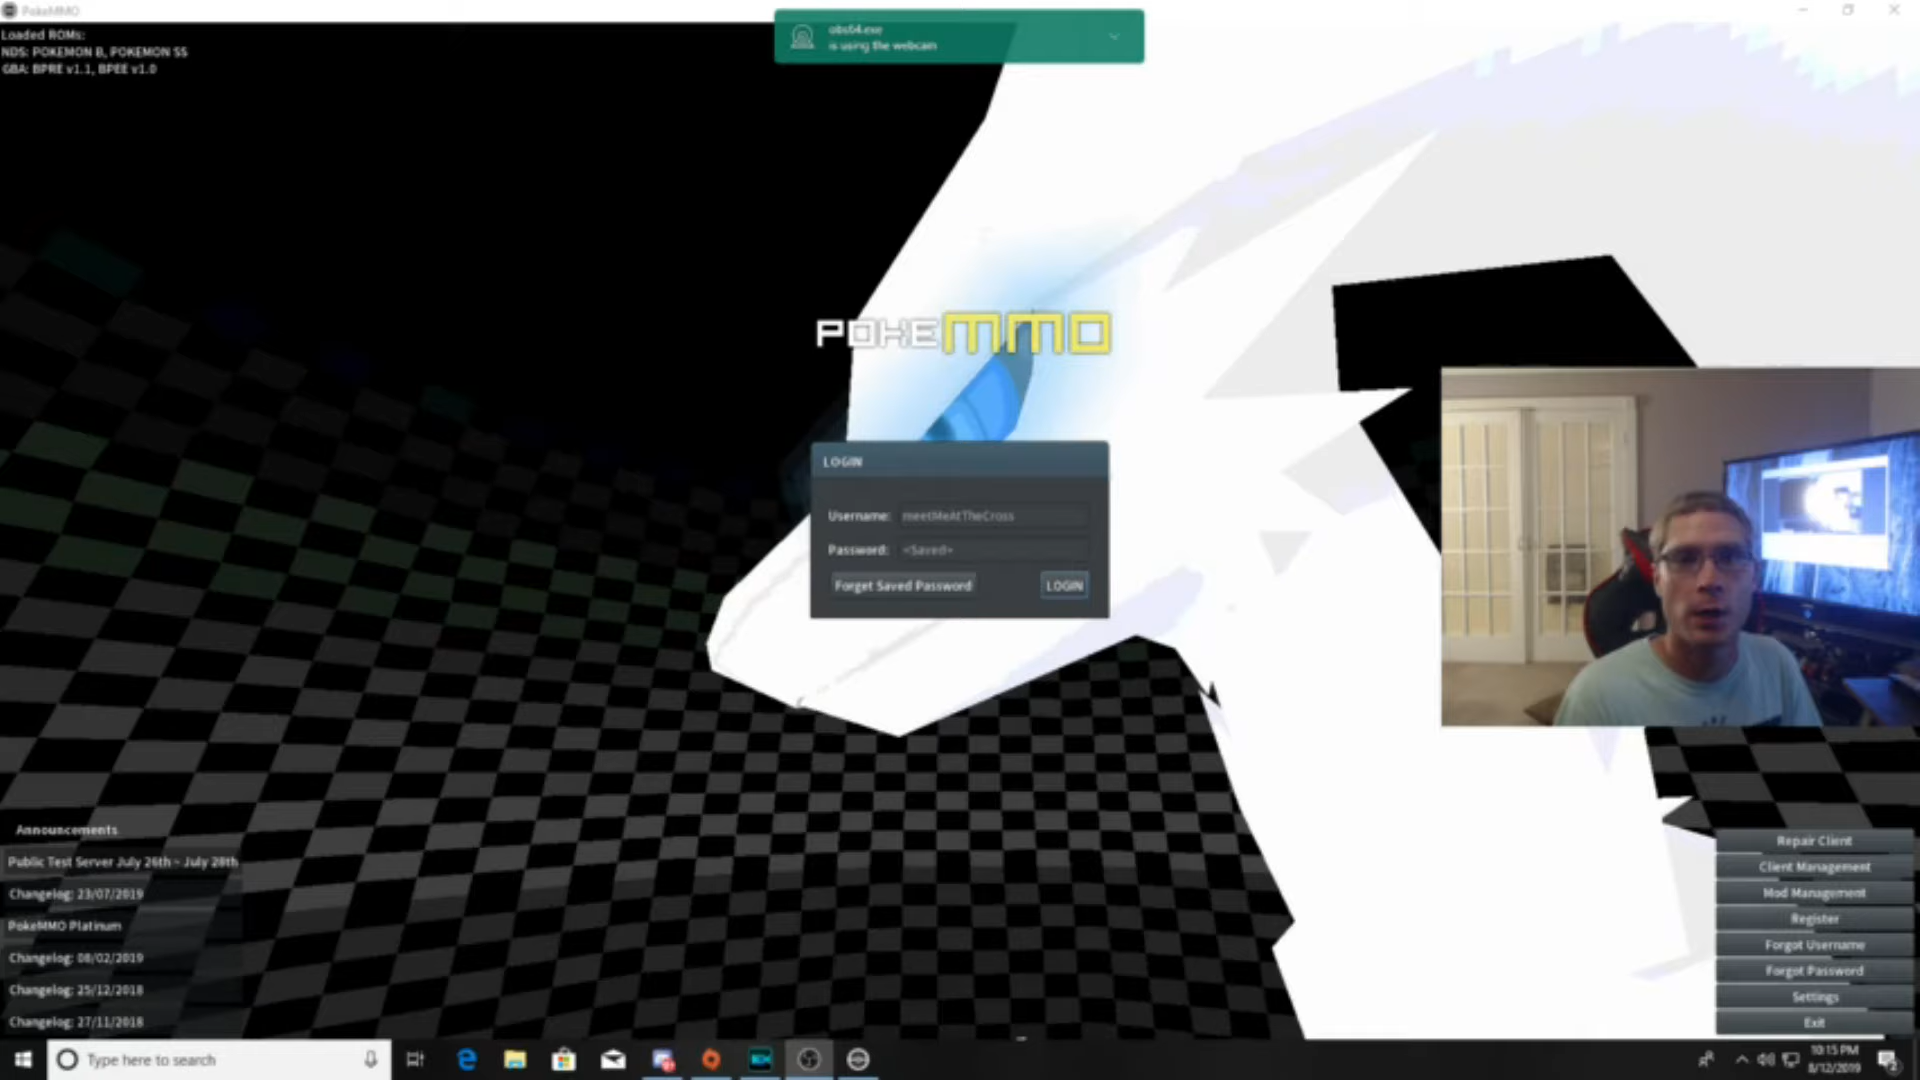 PokeMMO
Loaded ROMs:
NDS: POKEMON B, POKEMON SS
GBA: BPRE v1.1, BPEE v1.0
obs64.exe
is using the webcam
POKEMMO
LOGIN
Username: meetMeAtTheCross
Password: <Saved>
Forget Saved Password
LOGIN
Announcements
Public Test Server July 26th - July 28th
Changelog: 23/07/2019
PokeMMO Platinum
Changelog: 08/02/2019
Changelog: 25/12/2018
Changelog: 27/11/2018
Repair Client
Client Management
Mod Management
Register
Forgot Username
Forgot Password
Settings
Exit
Type here to search
10:15 PM
8/12/2019